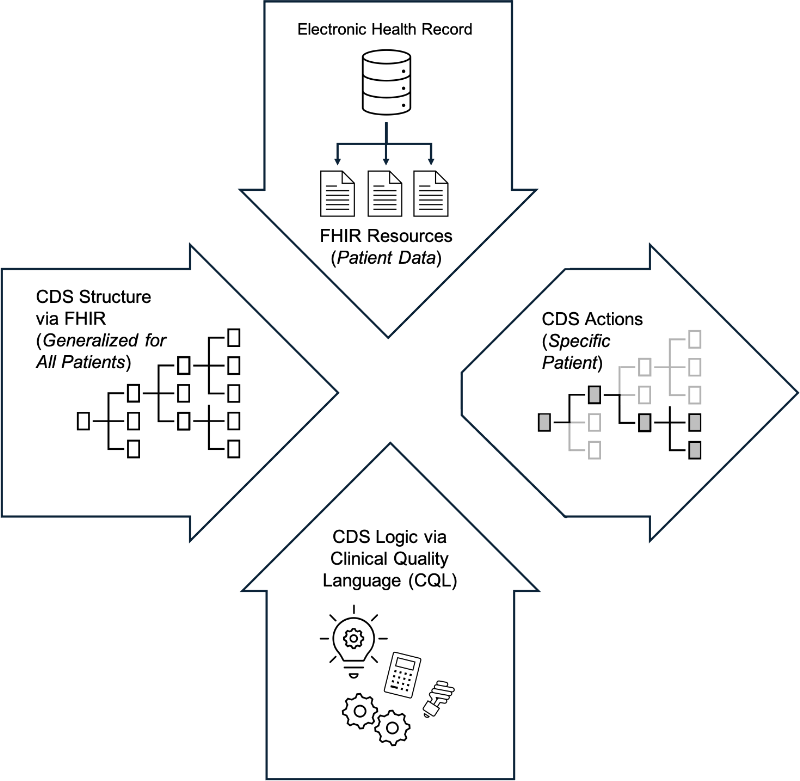 Electronic Health Record
FHIR Resources
(Patient Data)
CDS Structure
via FHIR
(Generalized for
All Patients)
CDS Actions
(Specific
Patient)
CDS Logic via
Clinical Quality
Language (CQL)